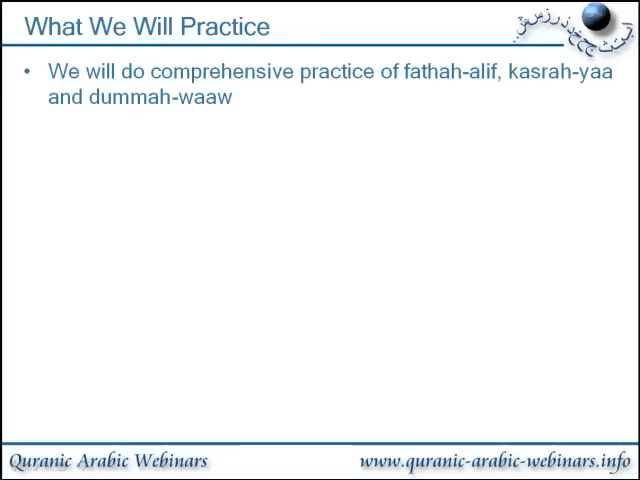 What We Will Practice
• We will do comprehensive practice of fathah-alif, kasrah-yaa
and dummah-waaw
Quranic Arabic Webinars
www.quranic-arabic-webinars.info